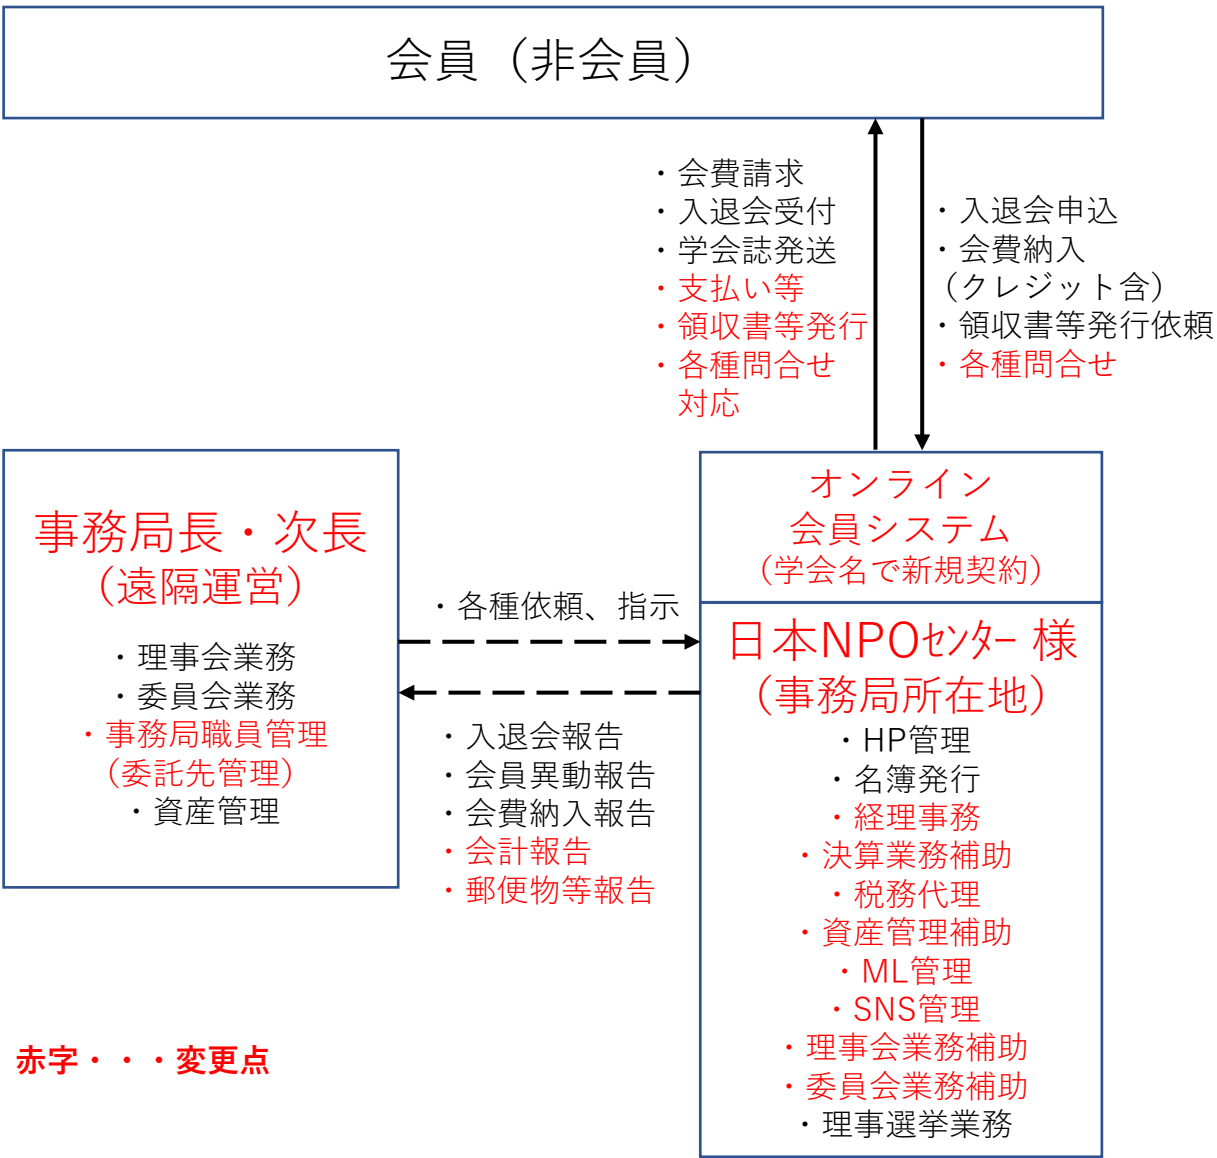 会員（非会員）
・会費請求
・入退会受付
・学会誌発送
・支払い等
・領収書等発行
・各種問合せ
対応
・入退会申込
・会費納入
（クレジット含）
・領収書等発行依頼
・各種問合せ
事務局長・次長
（遠隔運営）
・理事会業務
・委員会業務
・事務局職員管理
（委託先管理）
・資産管理
・各種依頼、指示
・入退会報告
・会員異動報告
・会費納入報告
・会計報告
・郵便物等報告
オンライン
会員システム
（学会名で新規契約）
日本NPOｾﾝﾀｰ 様
（事務局所在地）
・HP管理
・名簿発行
・経理事務
・決算業務補助
・税務代理
・資産管理補助
・ML管理
・SNS管理
・理事会業務補助
・委員会業務補助
・理事選挙業務
赤字・・・変更点